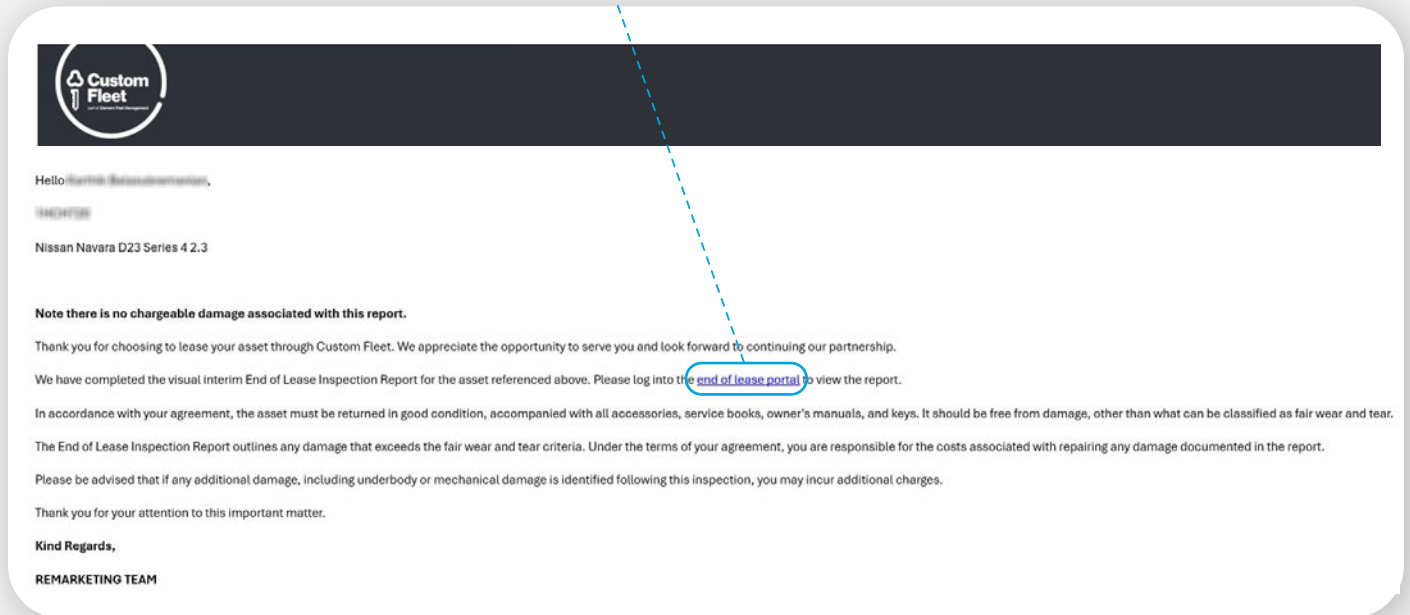 Custom
Fleet
Hello
Nissan Navara D23 Series 4 2.3
Note there is no chargeable damage associated with this report.
Thank you for choosing to lease your asset through Custom Fleet. We appreciate the opportunity to serve you and look forward to continuing our partnership.
We have completed the visual interim End of Lease Inspection Report for the asset referenced above. Please log into the end of lease portal to view the report.
In accordance with your agreement, the asset must be returned in good condition, accompanied with all accessories, service books, owner's manuals, and keys. It should be free from damage, other than what can be classified as fair wear and tear.
The End of Lease Inspection Report outlines any damage that exceeds the fair wear and tear criteria. Under the terms of your agreement, you are responsible for the costs associated with repairing any damage documented in the report.
Please be advised that if any additional damage, including underbody or mechanical damage is identified following this inspection, you may incur additional charges.
Thank you for your attention to this important matter.
Kind Regards,
REMARKETING TEAM